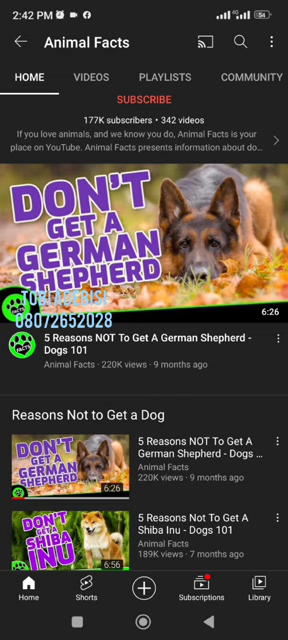 2:42 PM
4G
54
Animal Facts
HOME VIDEOS PLAYLISTS COMMUNITY
SUBSCRIBE
177K subscribers • 342 videos
If you love animals, and we know you do, Animal Facts is your
place on YouTube. Animal Facts presents information about do...
DON'T
GET A
GERMAN
SHEPHERD
FACTS
08072652028
6:26
FACTS
5 Reasons NOT To Get A German Shepherd -
Dogs 101
Animal Facts · 220K views · 9 months ago
Reasons Not to Get a Dog
DON'T
GET A
GERMAN
SHEPHERD
6:26
5 Reasons NOT To Get A
German Shepherd - Dogs ...
Animal Facts
220K views · 9 months ago
DON'T
GET A
SHIBA
INU
6:56
5 Reasons Not To Get A
Shiba Inu - Dogs 101
Animal Facts
189K views · 7 months ago
Home Shorts Subscriptions Library